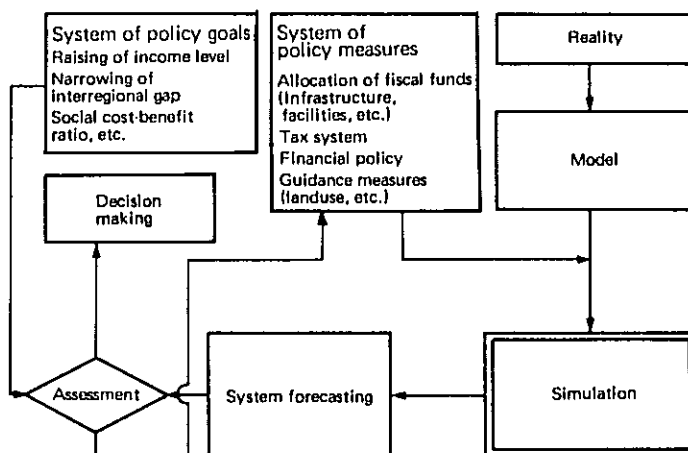 System of policy goals
Raising of income level
Narrowing of
interregional gap
Social cost-benefit
ratio, etc.
System of
policy measures
Allocation of fiscal funds
(Infrastructure,
facilities, etc.)
Tax system
Financial policy
Guidance measures
(landuse, etc.)
Reality
Model
Decision
making
Assessment
System forecasting
Simulation